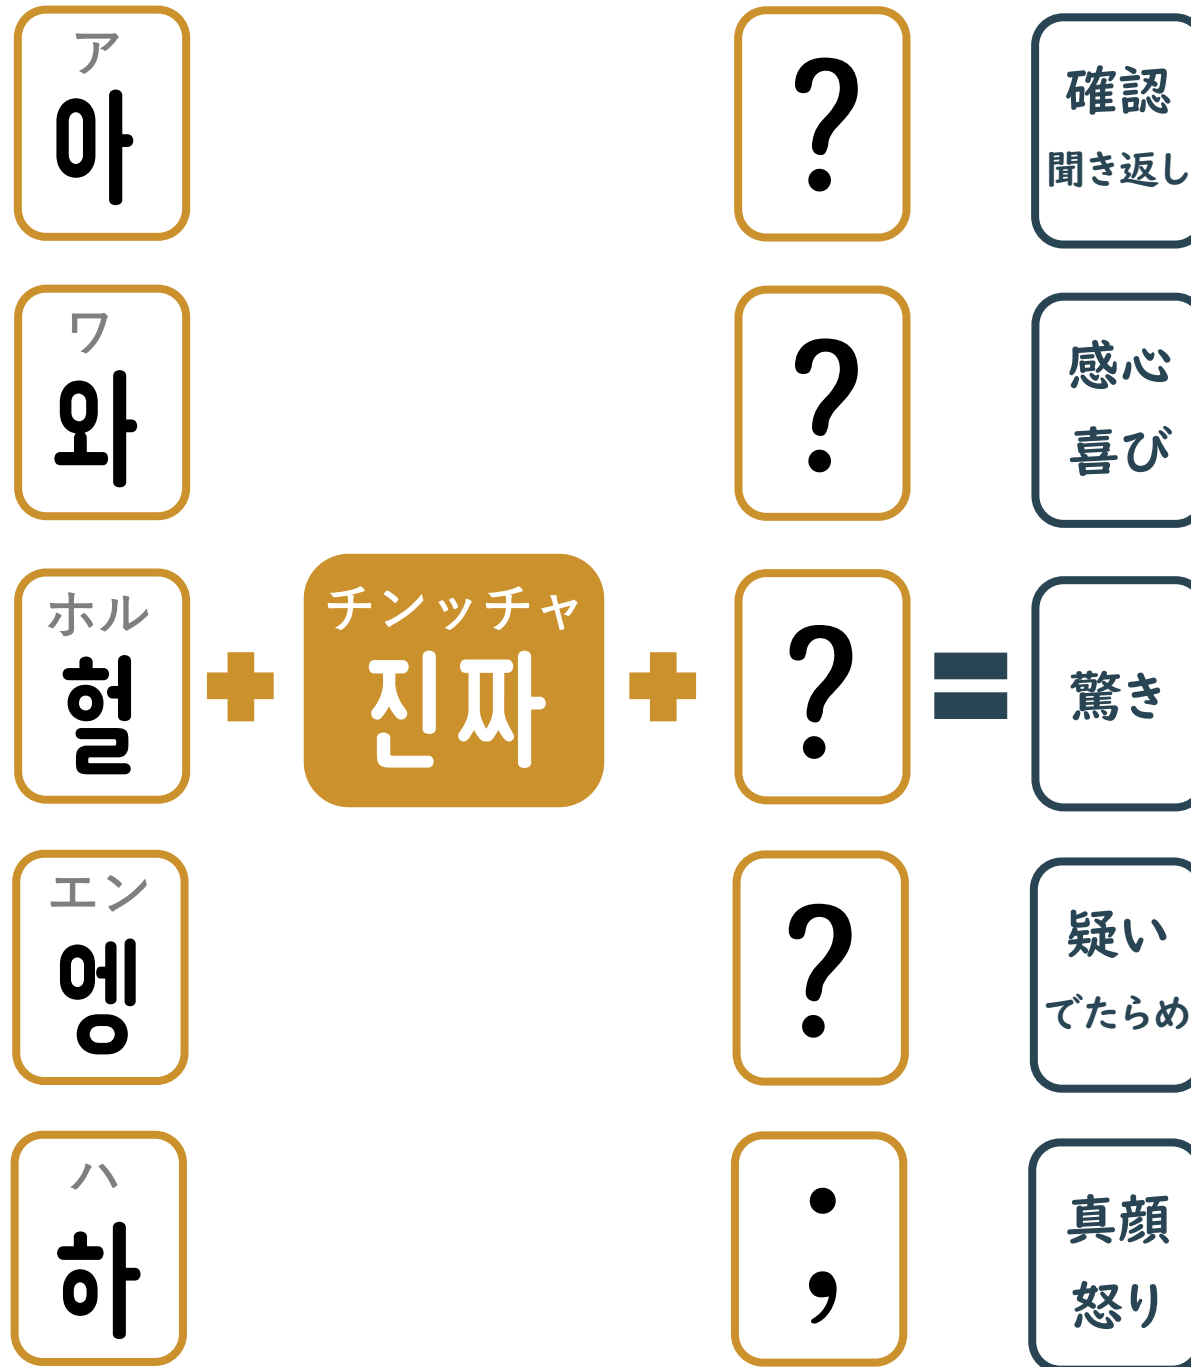 ア
아
?
確認
聞き返し
ワ
와
?
感心
喜び
ホル
헐
+
チンッチャ
진짜
+
?
=
驚き
エン
엥
?
疑い
でたらめ
ハ
하
;
真顔
怒り